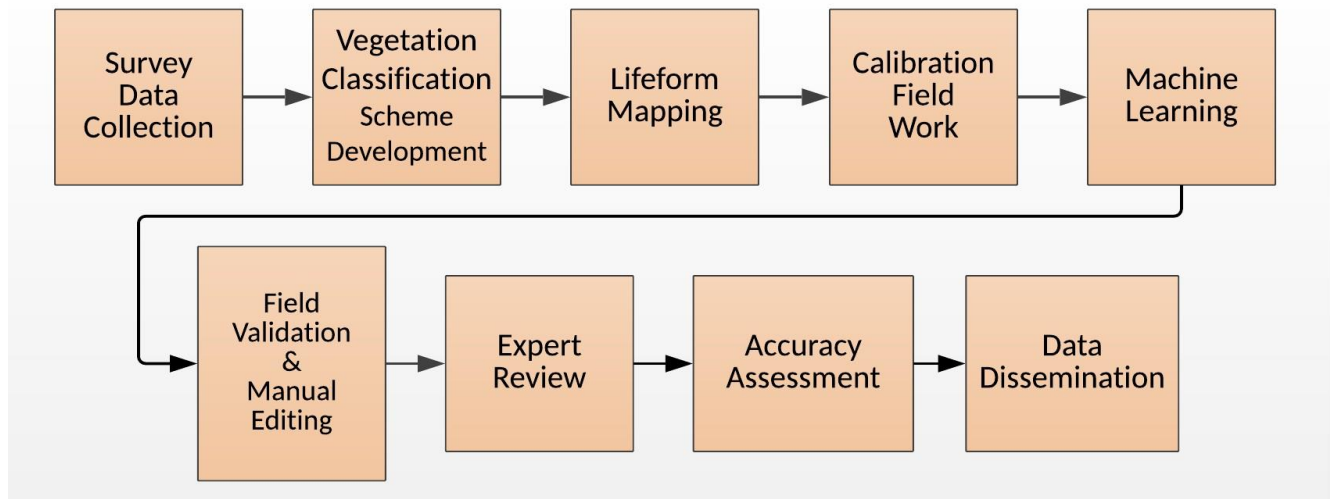 Survey
Data
Collection
Vegetation
Classification
Scheme
Development
Lifeform
Mapping
Calibration
Field
Work
Machine
Learning
Field
Validation
&
Manual
Editing
Expert
Review
Accuracy
Assessment
Data
Dissemination